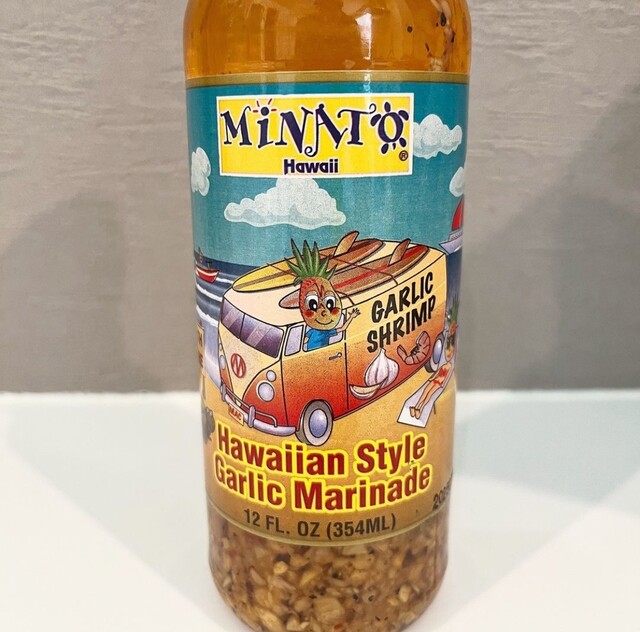 MiNATO
®
Hawaii
GARLIC
SHRIMP
M
Hawaiian Style
Garlic Marinade
12 FL. OZ (354ML)